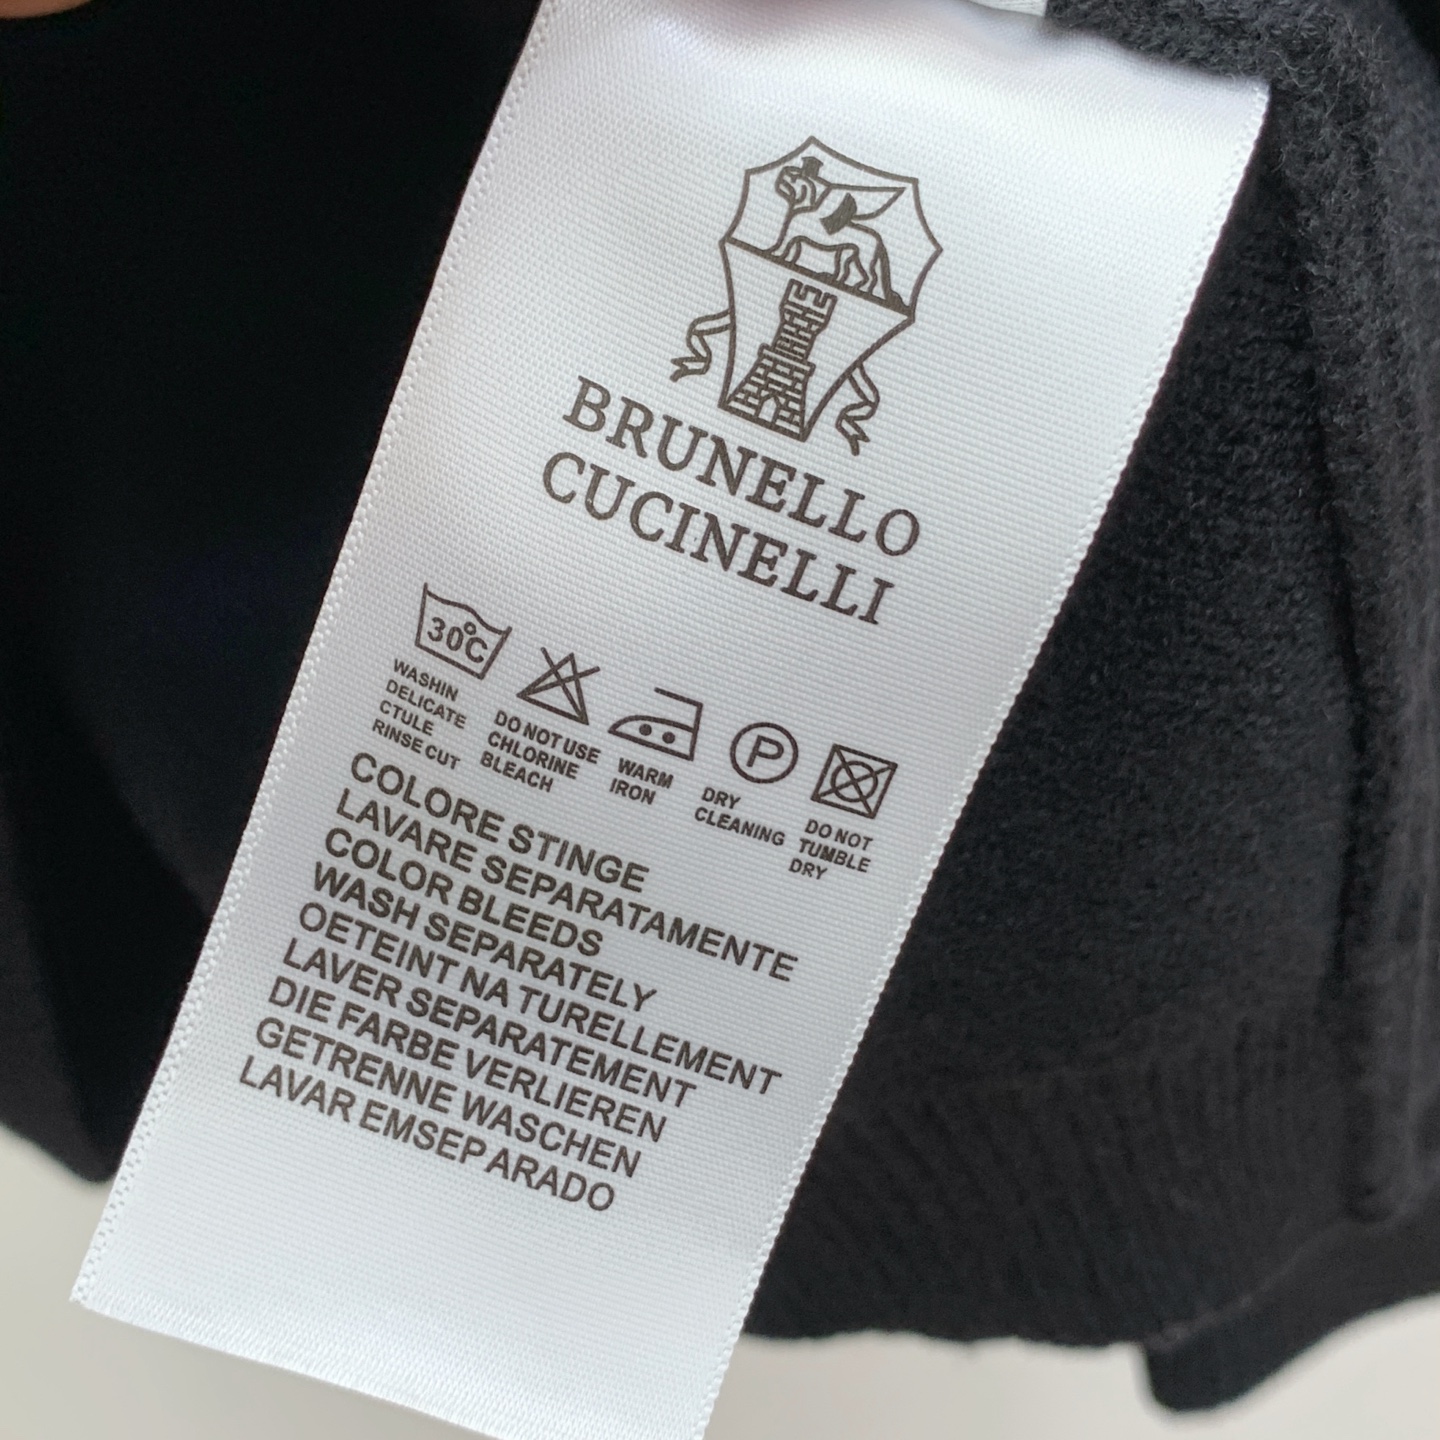 BRUNELLO
CUCINELLI
30°C
WASHIN
DELICATE
CTULE
RINSE CUT
DO NOT USE
CHLORINE
BLEACH
WARM
IRON
P
DRY
CLEANING
DO NOT
TUMBLE
DRY
COLORE STINGE
LAVARE SEPARATAMENTE
COLOR BLEEDS
WASH SEPARATELY
OETEINT NA TURELLEMENT
LAVER SEPARATEMENT
DIE FARBE VERLIEREN
GETRENNE WASCHEN
LAVAR EMSEP ARADO